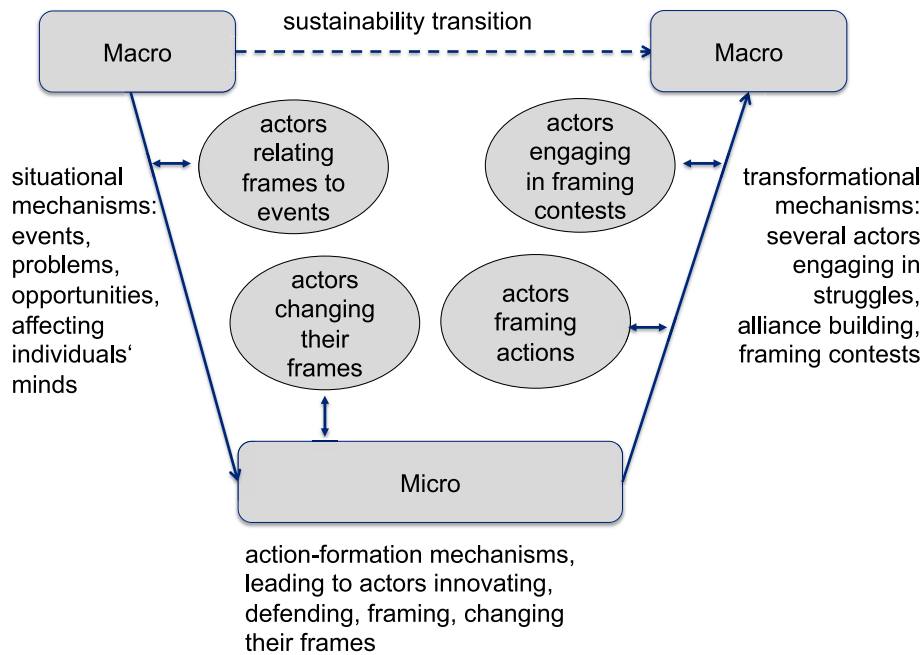 sustainability transition
Macro
Macro
actors
relating
frames to
events
actors
engaging
in framing
contests
situational
mechanisms:
events,
problems,
opportunities,
affecting
individuals‘
minds
transformational
mechanisms:
several actors
engaging in
struggles,
alliance building,
framing contests
actors
changing
their
frames
actors
framing
actions
Micro
action-formation mechanisms,
leading to actors innovating,
defending, framing, changing
their frames